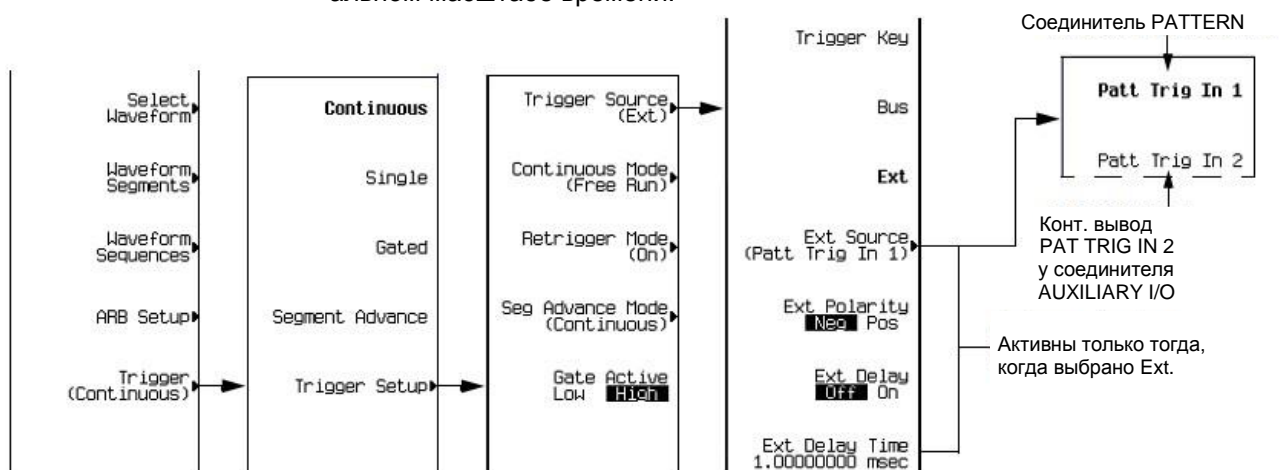 альном масштабе времени.
Select
Waveform
Waveform
Segments
Waveform
Sequences
ARB Setup
Trigger
(Continuous)
Continuous
Single
Gated
Segment Advance
Trigger Setup
Trigger Source
(Ext)
Continuous Mode
(Free Run)
Retrigger Mode
(On)
Seg Advance Mode
(Continuous)
Gate Active
Low High
Trigger Key
Bus
Ext
Ext Source
(Patt Trig In 1)
Ext Polarity
Neg Pos
Ext Delay
Off On
Ext Delay Time
1.00000000 msec
Соединитель PATTERN
Patt Trig In 1
Patt Trig In 2
Конт. вывод
PAT TRIG IN 2
у соединителя
AUXILIARY I/O
Активны только тогда,
когда выбрано Ext.